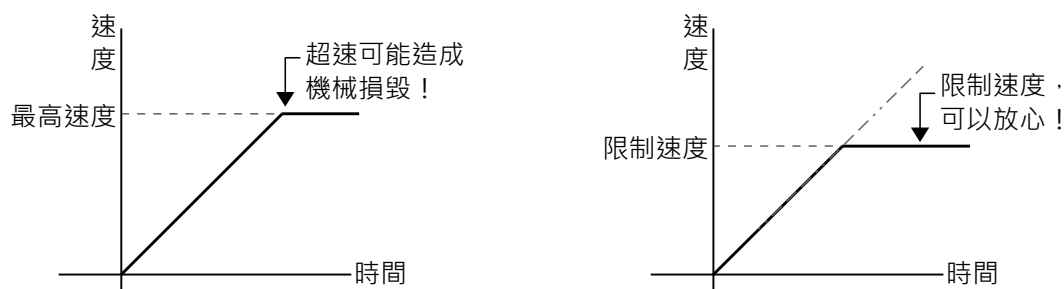 速
度
超速可能造成
機械損毀！
最高速度
時間
速
度
限制速度，
可以放心！
限制速度
時間